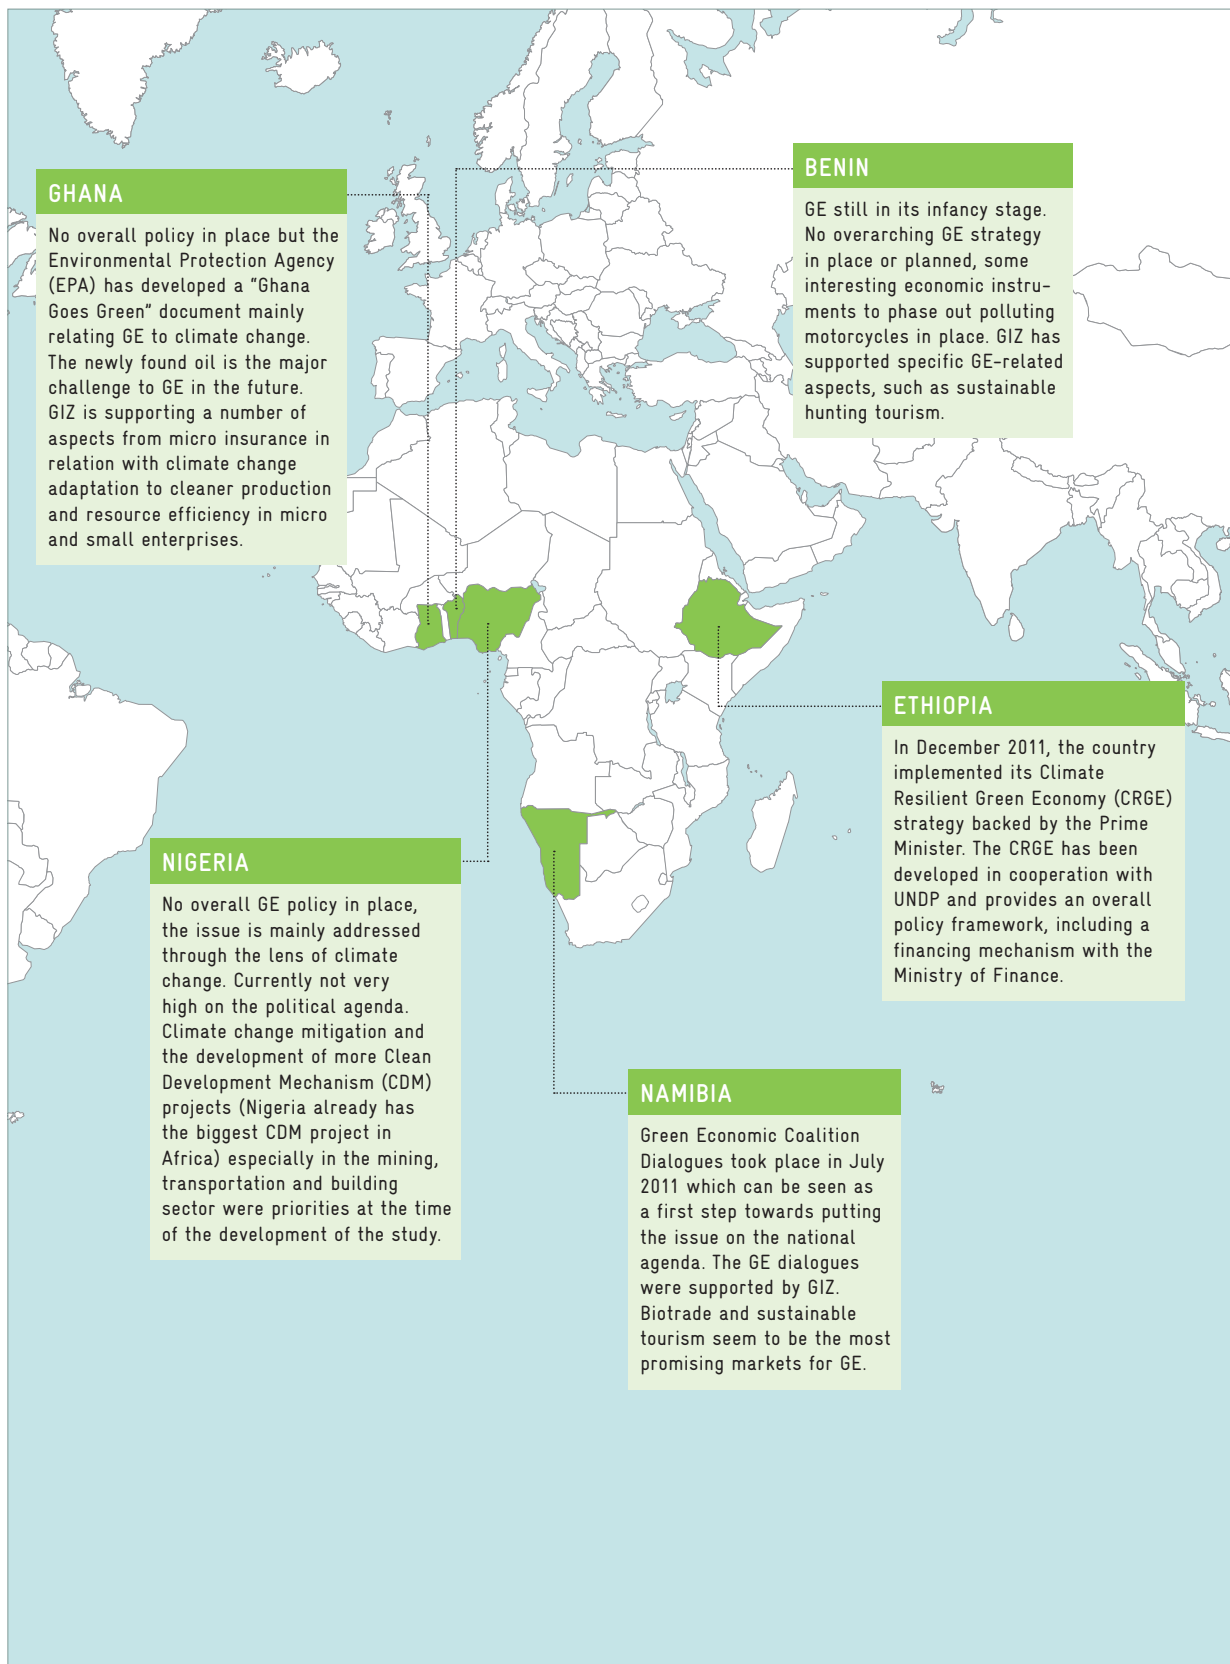 GHANA
No overall policy in place but the
Environmental Protection Agency
(EPA) has developed a “Ghana
Goes Green” document mainly
relating GE to climate change.
The newly found oil is the major
challenge to GE in the future.
GIZ is supporting a number of
aspects from micro insurance in
relation with climate change
adaptation to cleaner production
and resource efficiency in micro
and small enterprises.
BENIN
GE still in its infancy stage.
No overarching GE strategy
in place or planned, some
interesting economic instru-
ments to phase out polluting
motorcycles in place. GIZ has
supported specific GE-related
aspects, such as sustainable
hunting tourism.
ETHIOPIA
In December 2011, the country
implemented its Climate
Resilient Green Economy (CRGE)
strategy backed by the Prime
Minister. The CRGE has been
developed in cooperation with
UNDP and provides an overall
policy framework, including a
financing mechanism with the
Ministry of Finance.
NIGERIA
No overall GE policy in place,
the issue is mainly addressed
through the lens of climate
change. Currently not very
high on the political agenda.
Climate change mitigation and
the development of more Clean
Development Mechanism (CDM)
projects (Nigeria already has
the biggest CDM project in
Africa) especially in the mining,
transportation and building
sector were priorities at the time
of the development of the study.
NAMIBIA
Green Economic Coalition
Dialogues took place in July
2011 which can be seen as
a first step towards putting
the issue on the national
agenda. The GE dialogues
were supported by GIZ.
Biotrade and sustainable
tourism seem to be the most
promising markets for GE.